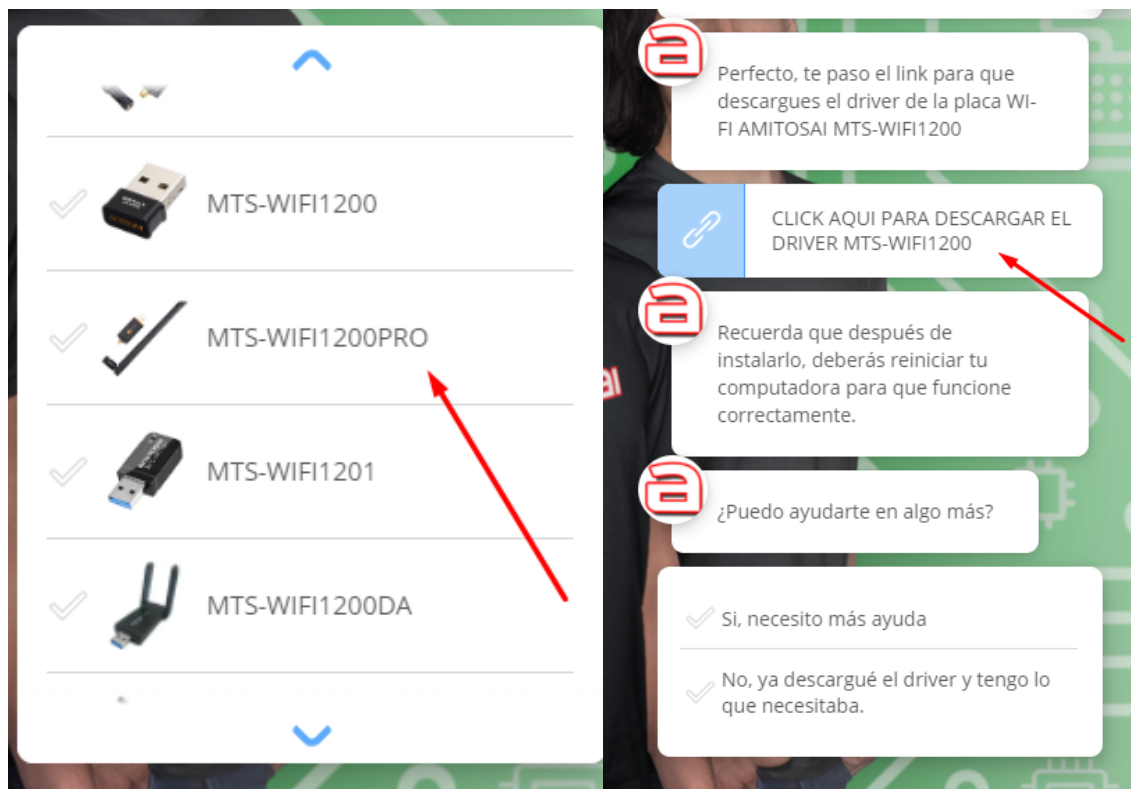 MTS-WIFI1200
MTS-WIFI1200PRO
MTS-WIFI1201
MTS-WIFI1200DA
a
Perfecto, te paso el link para que
descargues el driver de la placa WI-
FI AMITOSAI MTS-WIFI1200
CLICK AQUI PARA DESCARGAR EL
DRIVER MTS-WIFI1200
a
Recuerda que después de
instalarlo, deberás reiniciar tu
computadora para que funcione
correctamente.
a
¿Puedo ayudarte en algo más?
Si, necesito más ayuda
No, ya descargué el driver y tengo lo
que necesitaba.